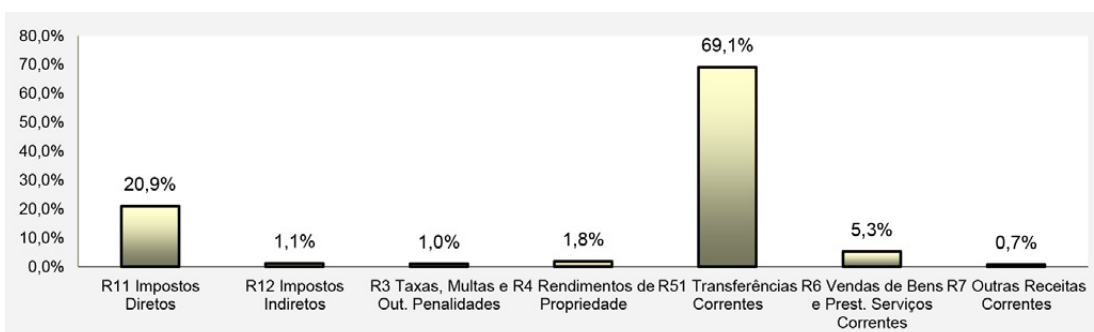 80,0%
70,0%
60,0%
50,0%
40,0%
30,0%
20,0%
10,0%
0,0%
20,9%
1,1%
1,0%
1,8%
69,1%
5,3%
0,7%
R11 Impostos
Diretos
R12 Impostos
Indiretos
R3 Taxas, Multas e
Out. Penalidades
R4 Rendimentos de
Propriedade
R51 Transferências
Correntes
R6 Vendas de Bens
e Prest. Serviços
Correntes
R7 Outras Receitas
Correntes